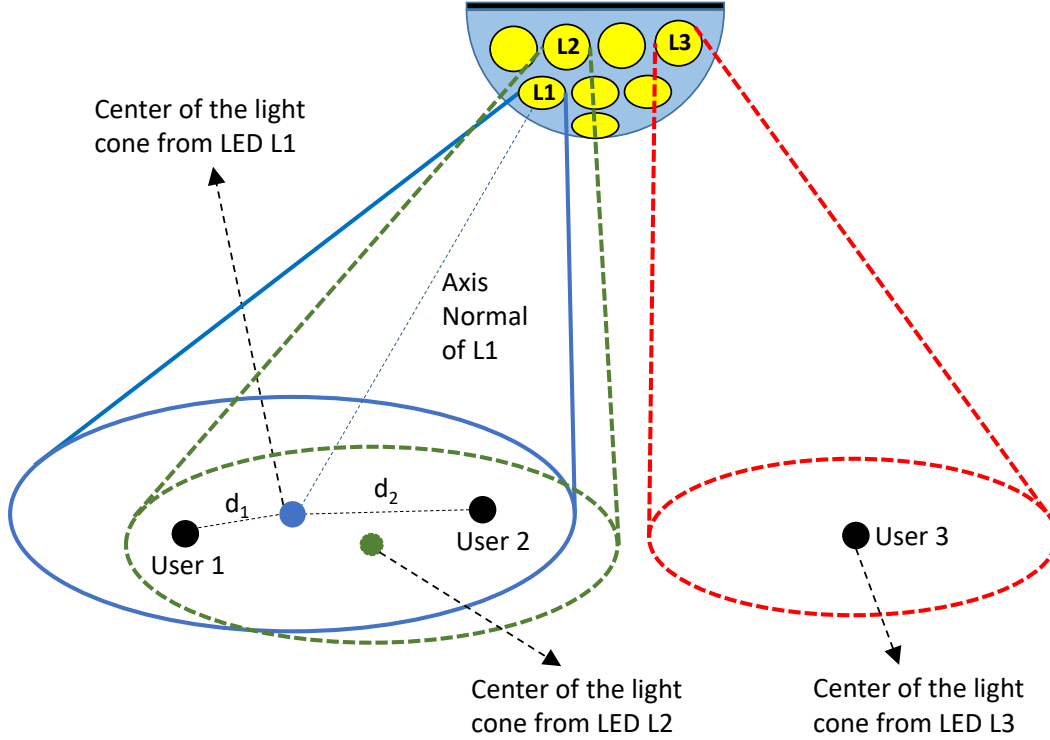 L2
L3
L1
Center of the light
cone from LED L1
Axis
Normal
of L1
d1
d2
User 1
User 2
User 3
Center of the light
cone from LED L2
Center of the light
cone from LED L3